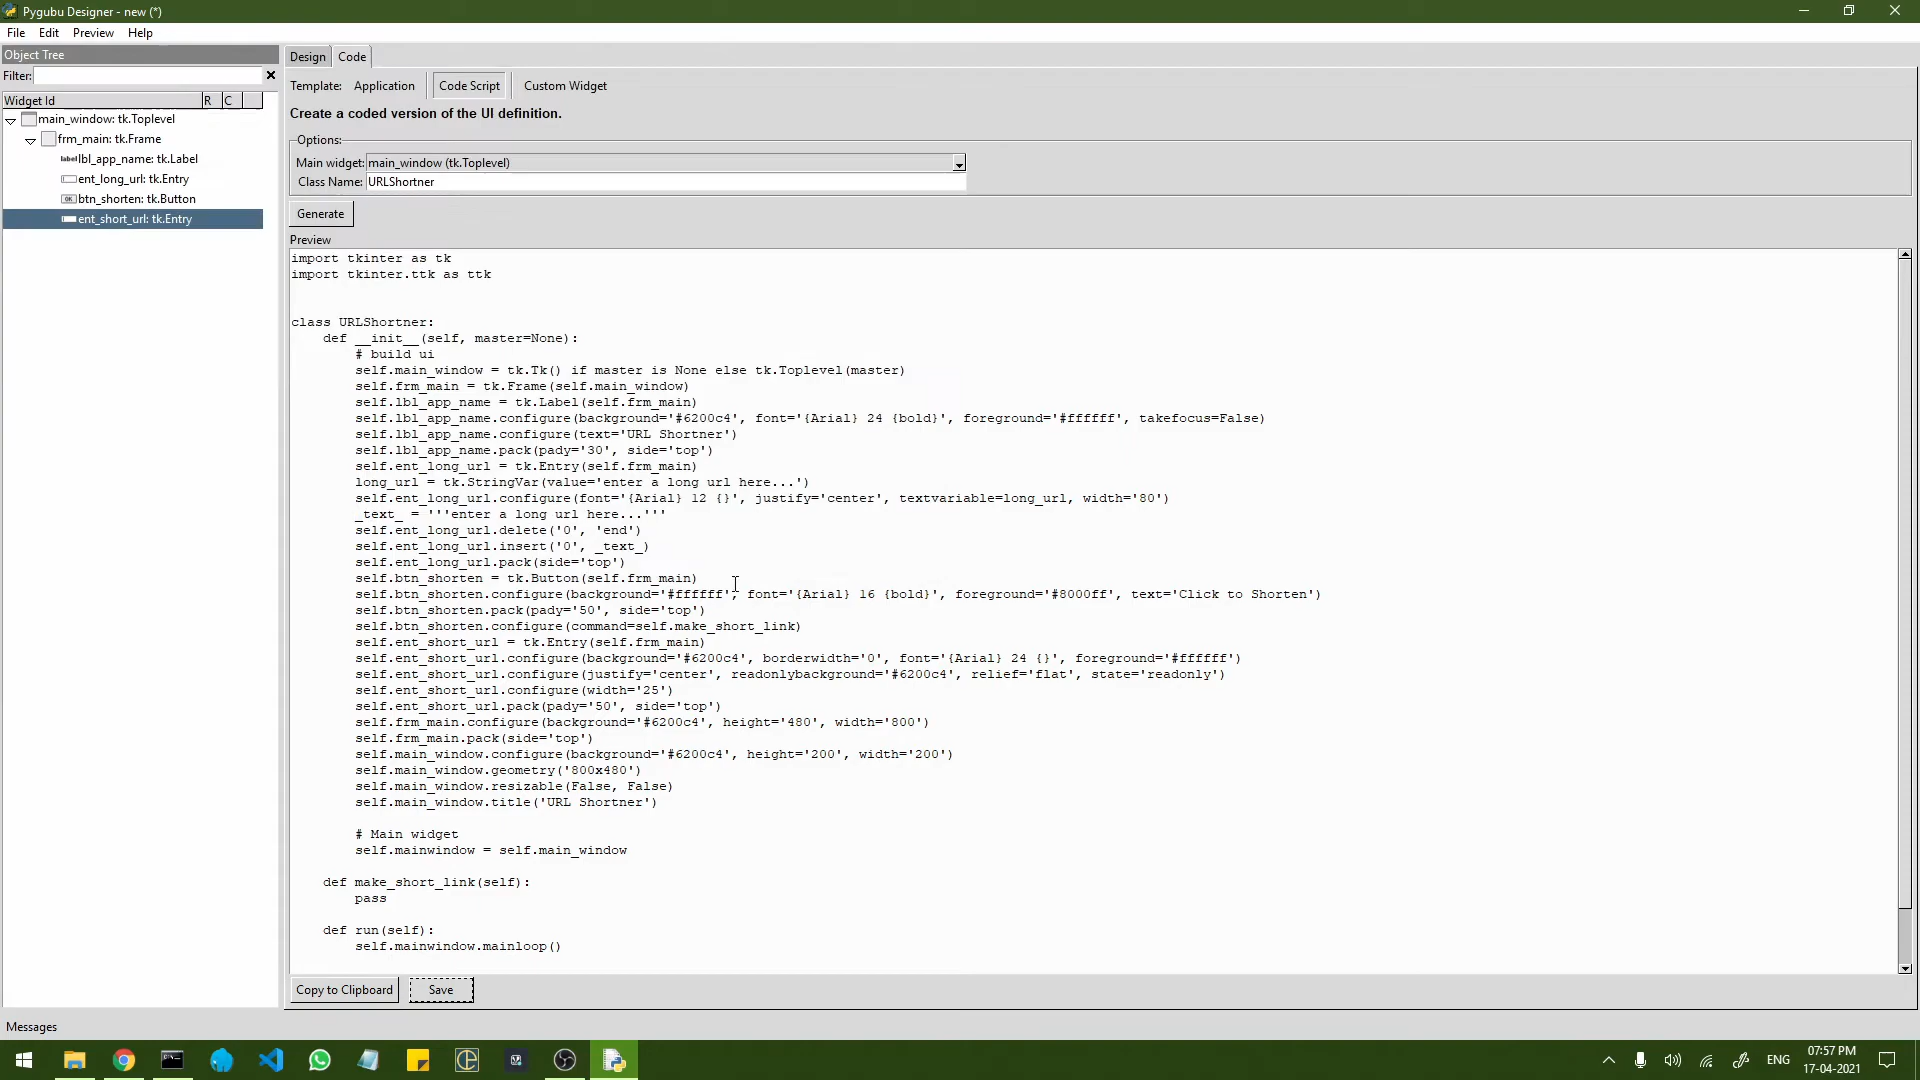 Pygubu Designer - new (*)
File Edit Preview Help
Object Tree
Filter:
Widget Id R C
main_window: tk.Toplevel
frm_main: tk.Frame
label lbl_app_name: tk.Label
ent_long_url: tk.Entry
OK btn_shorten: tk.Button
ent_short_url: tk.Entry
Design Code
Template: Application Code Script Custom Widget
Create a coded version of the UI definition.
Options:
Main widget: main_window (tk.Toplevel)
Class Name: URLShortner
Generate
Preview
import tkinter as tk
import tkinter.ttk as ttk
class URLShortner:
def __init__(self, master=None):
# build ui
self.main_window = tk.Tk() if master is None else tk.Toplevel(master)
self.frm_main = tk.Frame(self.main_window)
self.lbl_app_name = tk.Label(self.frm_main)
self.lbl_app_name.configure(background='#6200c4', font='{Arial} 24 {bold}', foreground='#ffffff', takefocus=False)
self.lbl_app_name.configure(text='URL Shortner')
self.lbl_app_name.pack(pady='30', side='top')
self.ent_long_url = tk.Entry(self.frm_main)
long_url = tk.StringVar(value='enter a long url here...')
self.ent_long_url.configure(font='{Arial} 12 {}', justify='center', textvariable=long_url, width='80')
_text_ = '''enter a long url here...'''
self.ent_long_url.delete('0', 'end')
self.ent_long_url.insert('0', _text_)
self.ent_long_url.pack(side='top')
self.btn_shorten = tk.Button(self.frm_main)
self.btn_shorten.configure(background='#ffffff', font='{Arial} 16 {bold}', foreground='#8000ff', text='Click to Shorten')
self.btn_shorten.pack(pady='50', side='top')
self.btn_shorten.configure(command=self.make_short_link)
self.ent_short_url = tk.Entry(self.frm_main)
self.ent_short_url.configure(background='#6200c4', borderwidth='0', font='{Arial} 24 {}', foreground='#ffffff')
self.ent_short_url.configure(justify='center', readonlybackground='#6200c4', relief='flat', state='readonly')
self.ent_short_url.configure(width='25')
self.ent_short_url.pack(pady='50', side='top')
self.frm_main.configure(background='#6200c4', height='480', width='800')
self.frm_main.pack(side='top')
self.main_window.configure(background='#6200c4', height='200', width='200')
self.main_window.geometry('800x480')
self.main_window.resizable(False, False)
self.main_window.title('URL Shortner')
# Main widget
self.mainwindow = self.main_window
def make_short_link(self):
pass
def run(self):
self.mainwindow.mainloop()
Copy to Clipboard Save
Messages
ENG
07:57 PM
17-04-2021